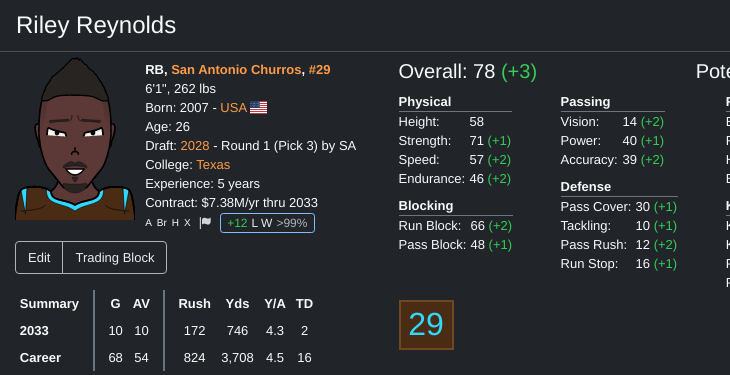 Riley Reynolds
RB, San Antonio Churros, #29
6'1", 262 lbs
Born: 2007 - USA
Age: 26
Draft: 2028 - Round 1 (Pick 3) by SA
College: Texas
Experience: 5 years
Contract: $7.38M/yr thru 2033
A Br H X +12 L W >99%
Edit
Trading Block
Summary G AV Rush Yds Y/A TD
2033 10 10 172 746 4.3 2
Career 68 54 824 3,708 4.5 16
Overall: 78 (+3)
Physical
Height: 58
Strength: 71 (+1)
Speed: 57 (+2)
Endurance: 46 (+2)
Blocking
Run Block: 66 (+2)
Pass Block: 48 (+1)
Passing
Vision: 14 (+2)
Power: 40 (+1)
Accuracy: 39 (+2)
Defense
Pass Cover: 30 (+1)
Tackling: 10 (+1)
Pass Rush: 12 (+2)
Run Stop: 16 (+1)
29
Pote